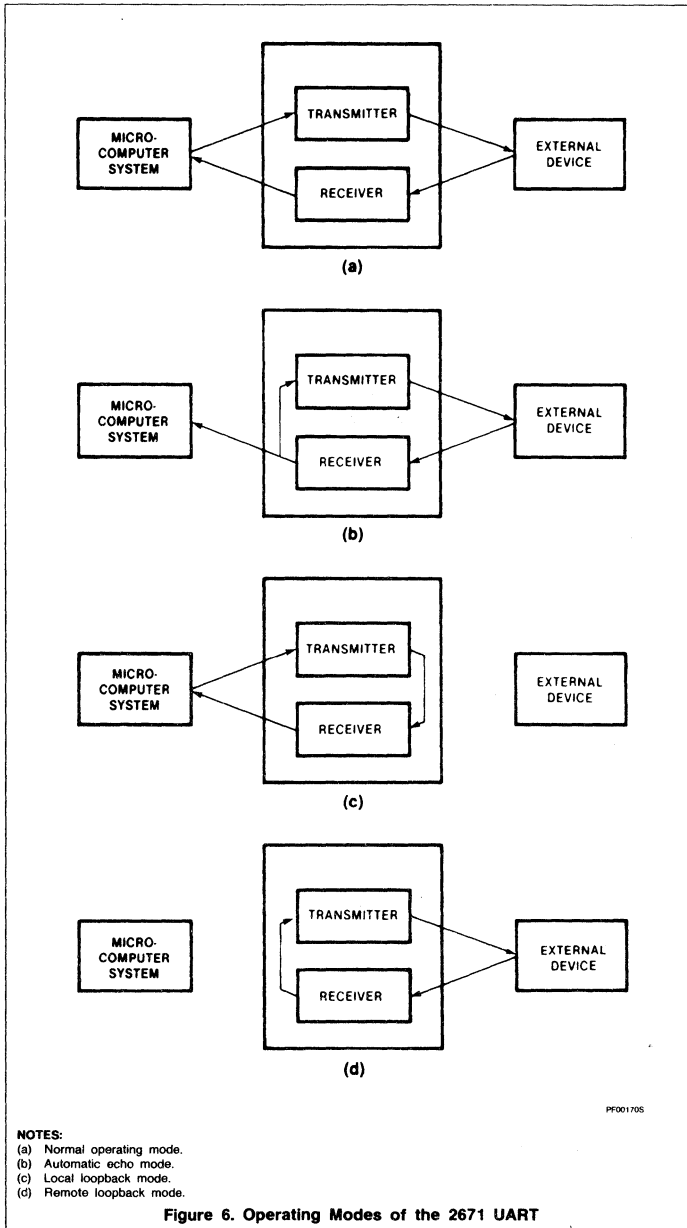 MICRO-
COMPUTER
SYSTEM
TRANSMITTER
RECEIVER
EXTERNAL
DEVICE
(a)
MICRO-
COMPUTER
SYSTEM
TRANSMITTER
RECEIVER
EXTERNAL
DEVICE
(b)
MICRO-
COMPUTER
SYSTEM
TRANSMITTER
RECEIVER
EXTERNAL
DEVICE
(c)
MICRO-
COMPUTER
SYSTEM
TRANSMITTER
RECEIVER
EXTERNAL
DEVICE
(d)
PF00170S
NOTES:
(a) Normal operating mode.
(b) Automatic echo mode.
(c) Local loopback mode.
(d) Remote loopback mode.
Figure 6. Operating Modes of the 2671 UART